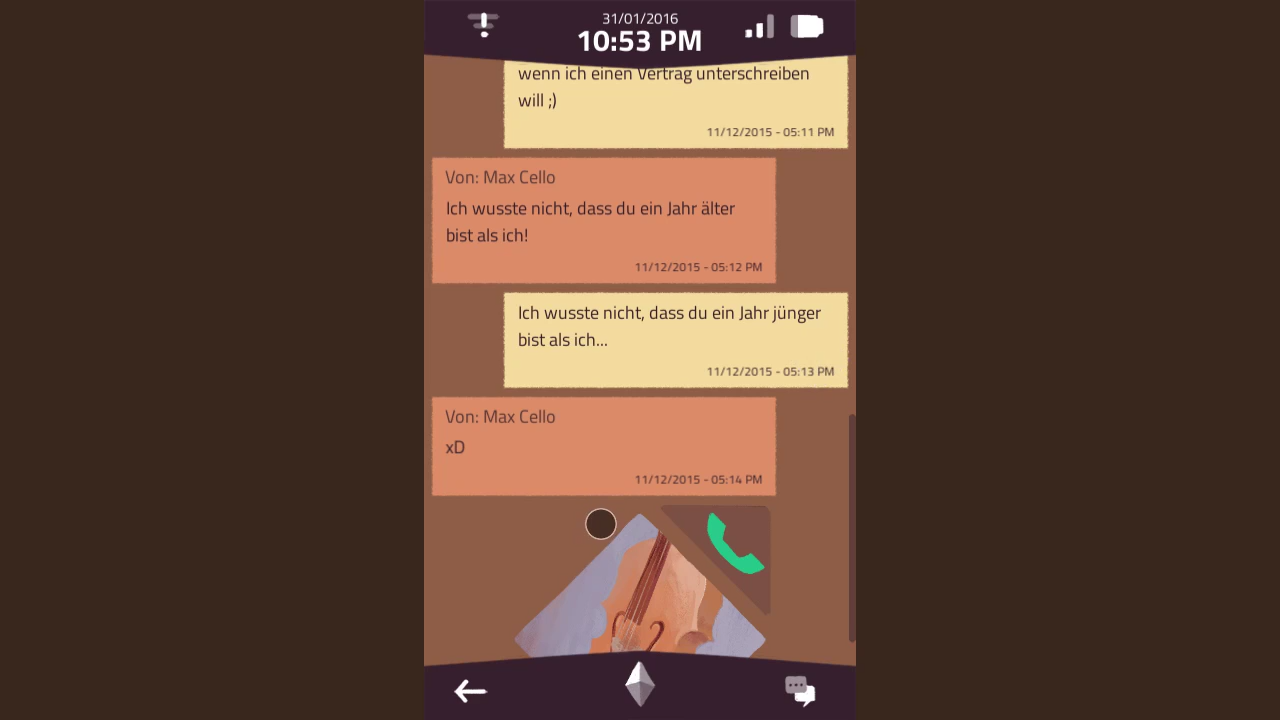 31/01/2016
10:53 PM
wenn ich einen Vertrag unterschreiben
will ;)
11/12/2015 - 05:11 PM
Von: Max Cello
Ich wusste nicht, dass du ein Jahr älter
bist als ich!
11/12/2015 - 05:12 PM
Ich wusste nicht, dass du ein Jahr jünger
bist als ich...
11/12/2015 - 05:13 PM
Von: Max Cello
xD
11/12/2015 - 05:14 PM